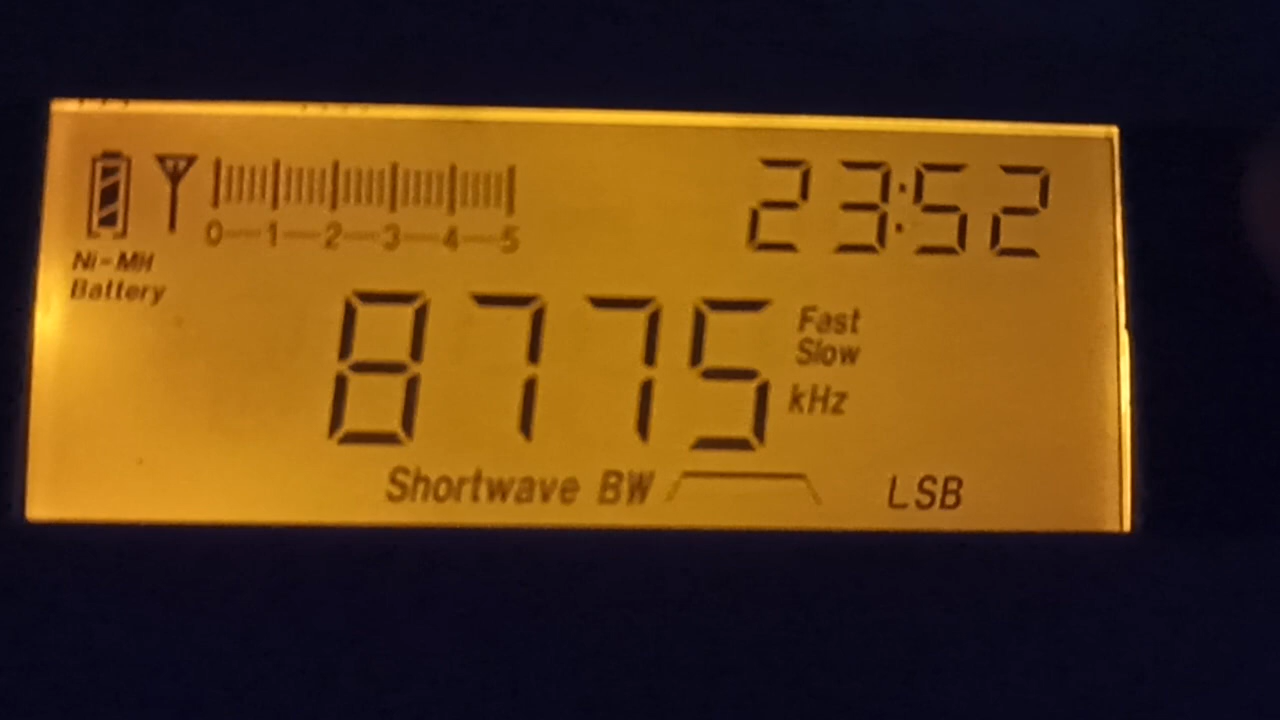 23:52
0 1 2 3 4 5
Ni-MH
Battery
8775
Fast
Slow
kHz
Shortwave BW LSB